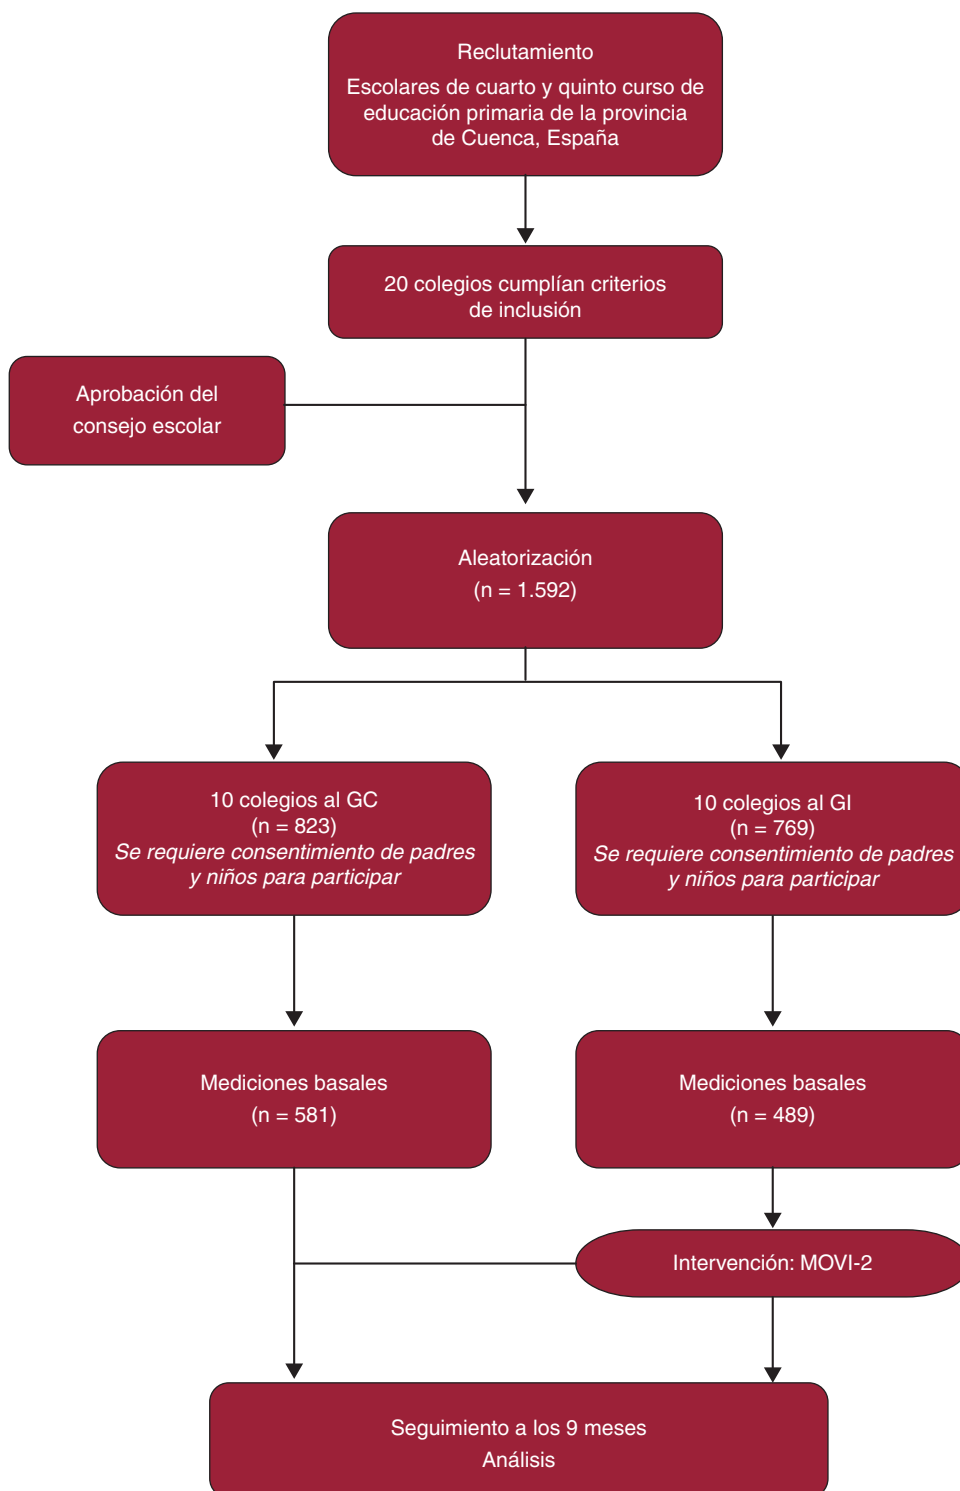 Reclutamiento
Escolares de cuarto y quinto curso de
educación primaria de la provincia
de Cuenca, España
20 colegios cumplían criterios
de inclusión
Aprobación del
consejo escolar
Aleatorización
(n = 1.592)
10 colegios al GC
(n = 823)
Se requiere consentimiento de padres
y niños para participar
10 colegios al GI
(n = 769)
Se requiere consentimiento de padres
y niños para participar
Mediciones basales
(n = 581)
Mediciones basales
(n = 489)
Intervención: MOVI-2
Seguimiento a los 9 meses
Análisis